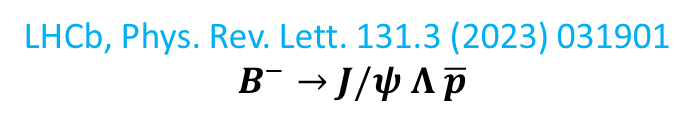 LHCb, Phys. Rev. Lett. 131.3 (2023) 031901
B⁻ → J/ψ Λ p̅